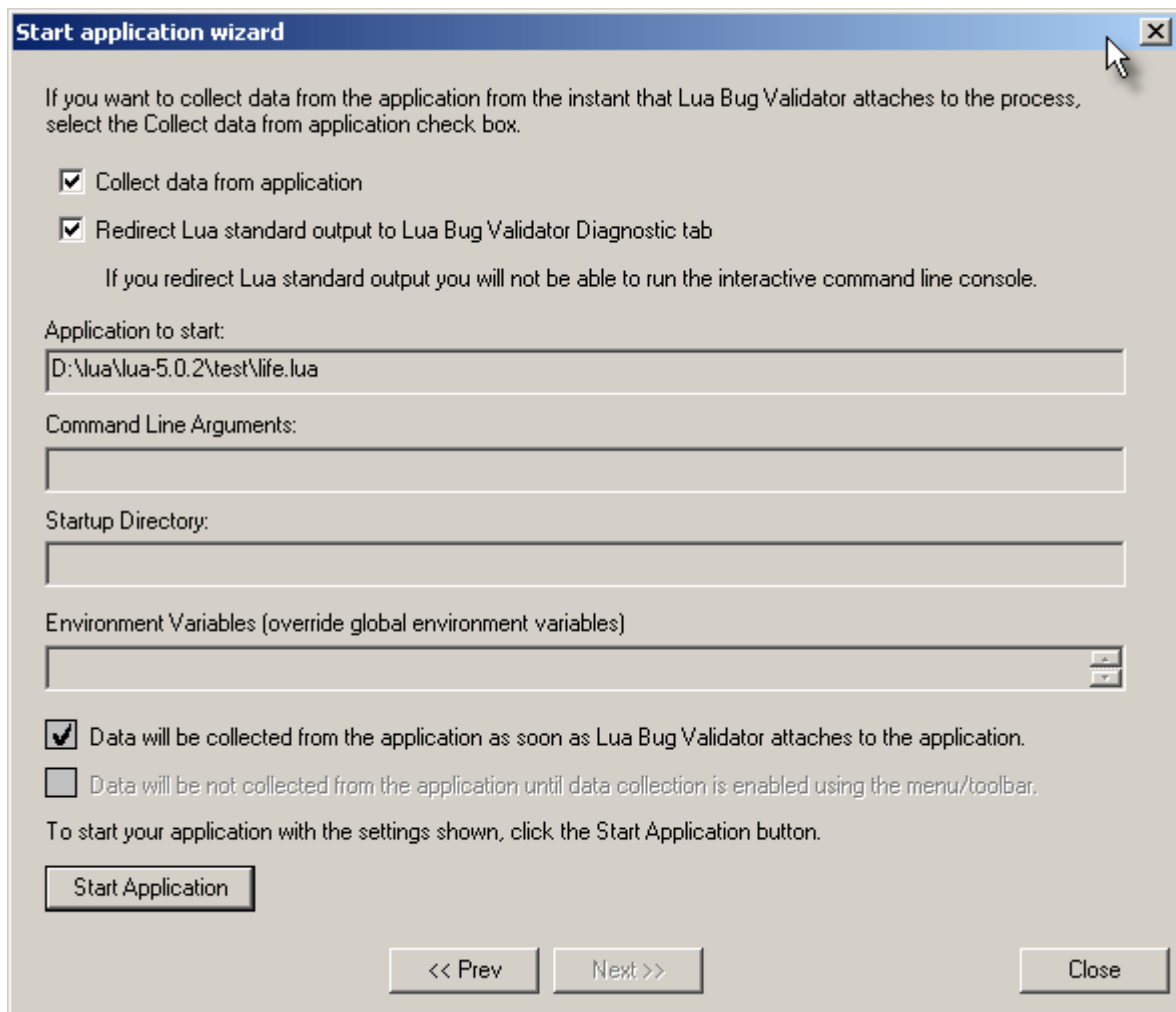 Start application wizard
If you want to collect data from the application from the instant that Lua Bug Validator attaches to the process,
select the Collect data from application check box.
Collect data from application
Redirect Lua standard output to Lua Bug Validator Diagnostic tab
If you redirect Lua standard output you will not be able to run the interactive command line console.
Application to start:
D:\lua\lua-5.0.2\test\life.lua
Command Line Arguments:
Startup Directory:
Environment Variables (override global environment variables)
Data will be collected from the application as soon as Lua Bug Validator attaches to the application.
Data will be not collected from the application until data collection is enabled using the menu/toolbar.
To start your application with the settings shown, click the Start Application button.
Start Application
<< Prev
Next >>
Close